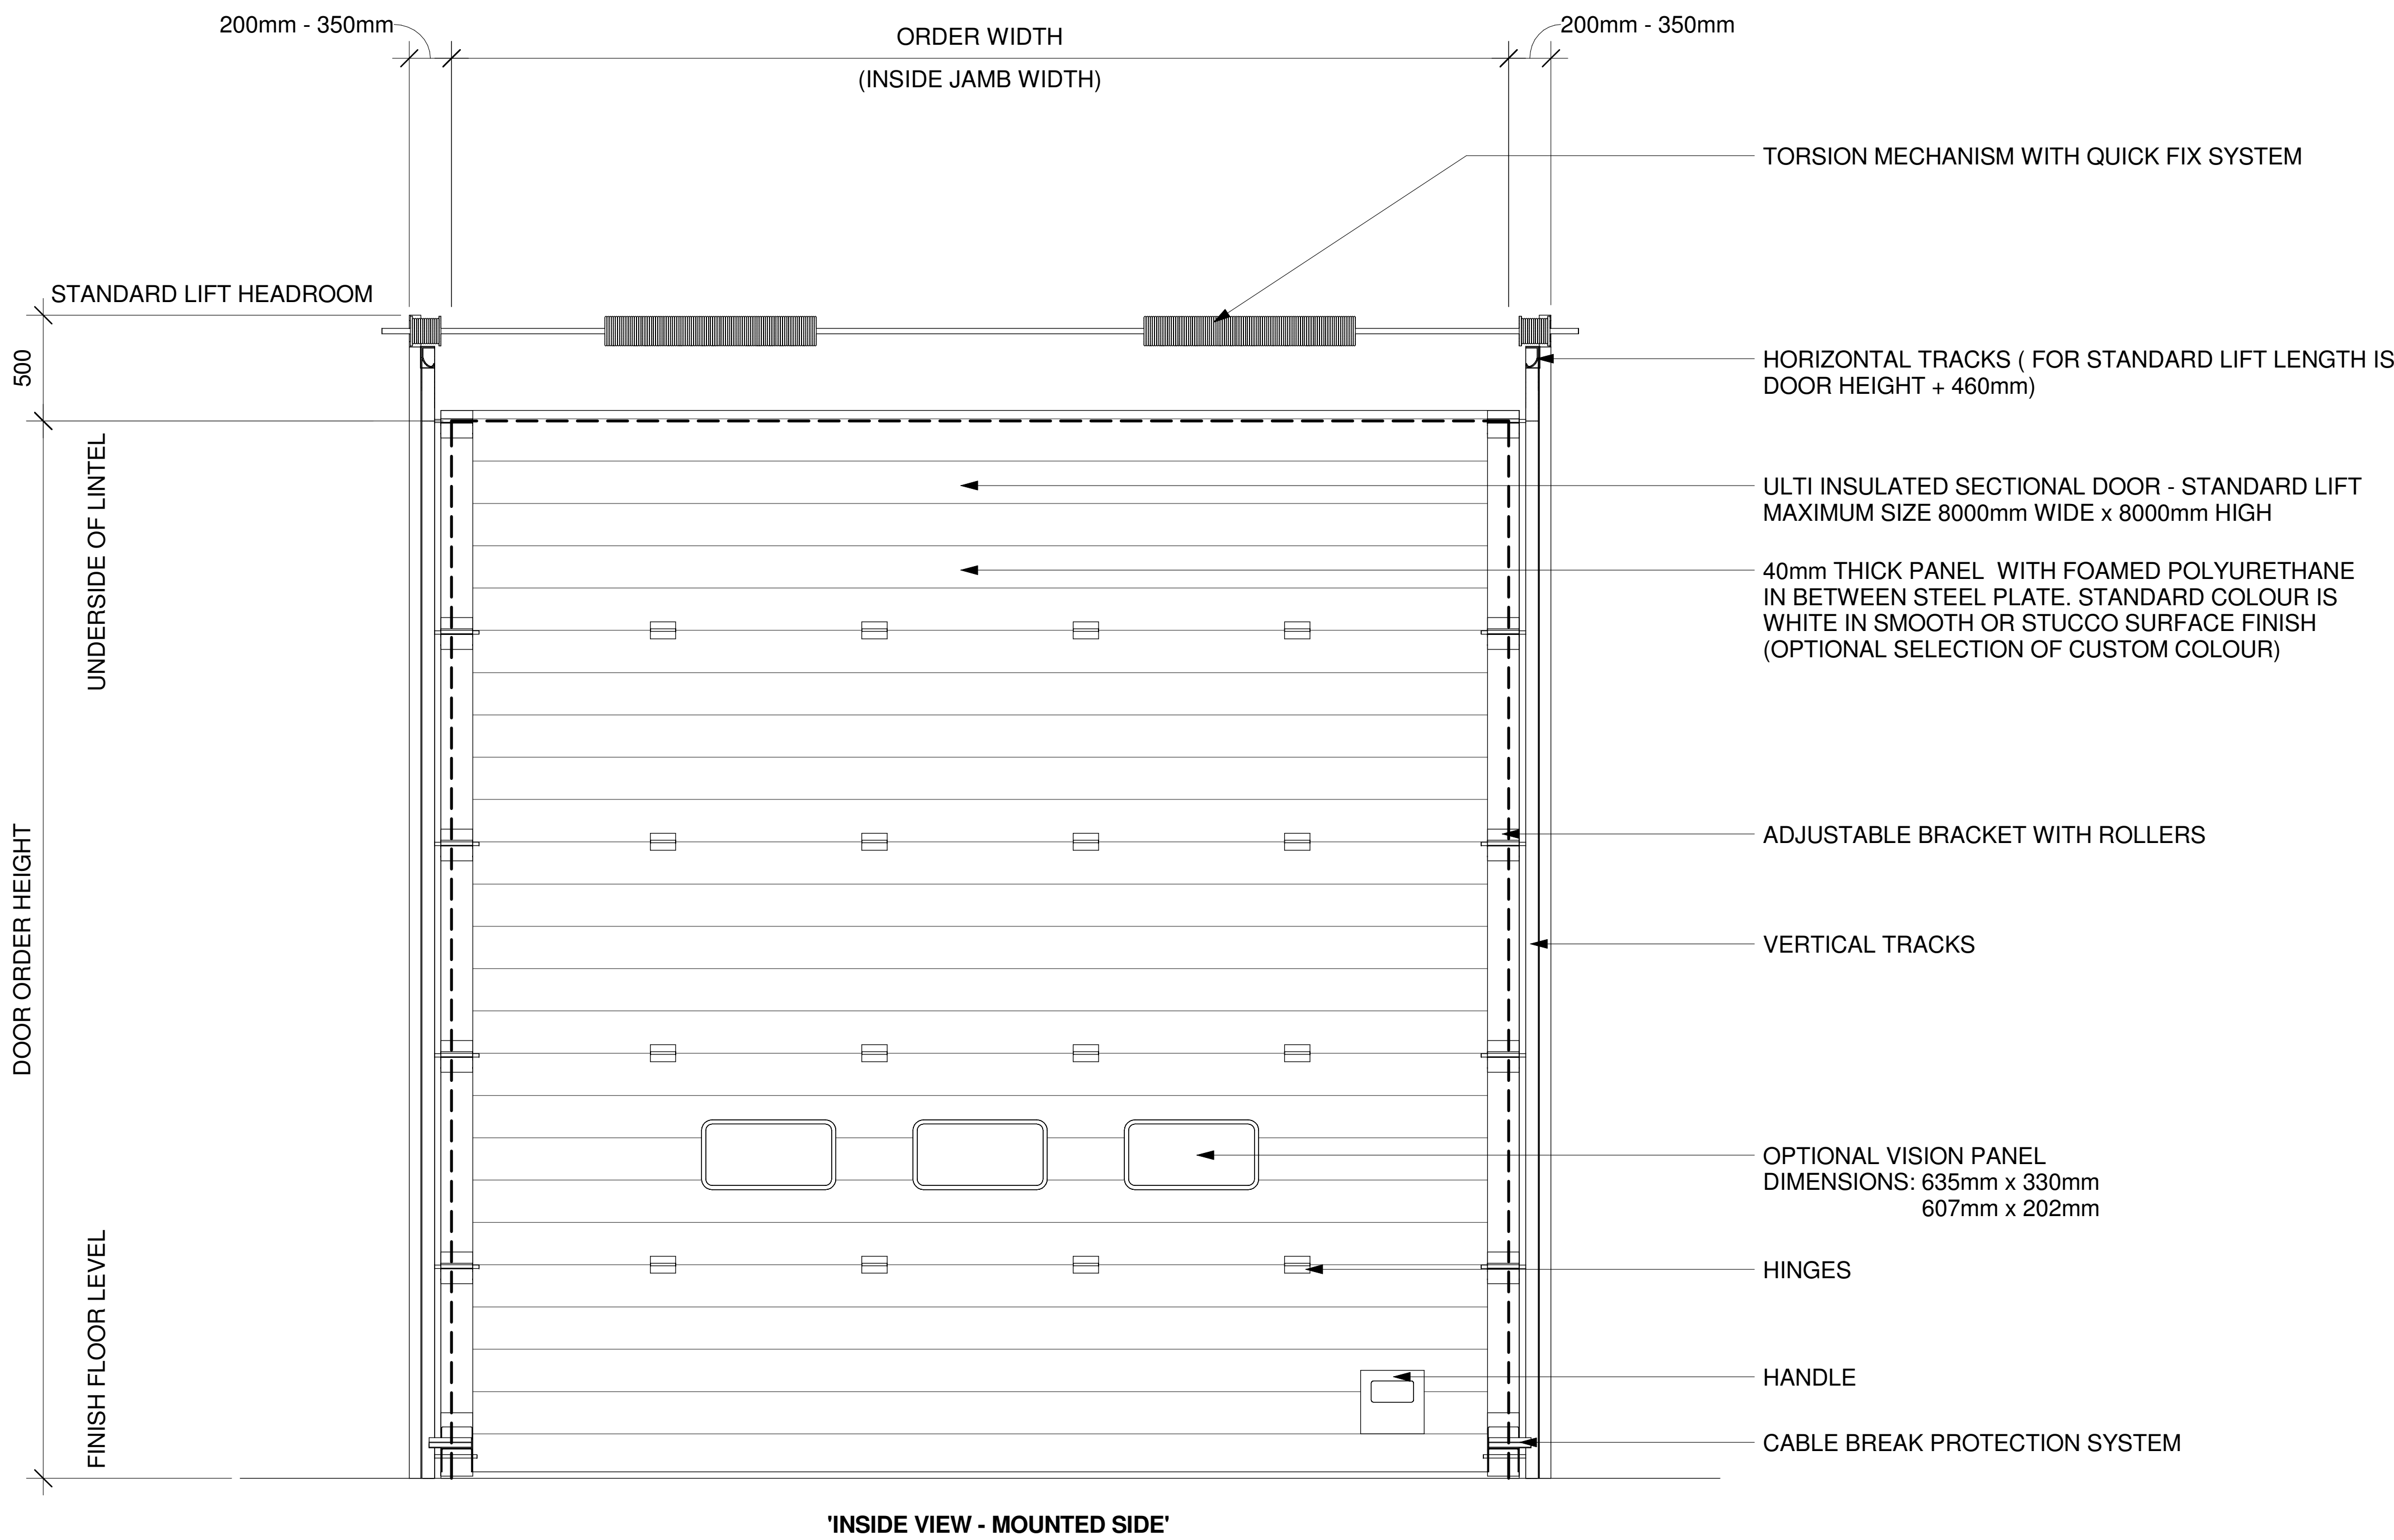 200mm - 350mm
ORDER WIDTH
(INSIDE JAMB WIDTH)
200mm - 350mm
TORSION MECHANISM WITH QUICK FIX SYSTEM
STANDARD LIFT HEADROOM
500
HORIZONTAL TRACKS ( FOR STANDARD LIFT LENGTH IS
DOOR HEIGHT + 460mm)
UNDERSIDE OF LINTEL
ULTI INSULATED SECTIONAL DOOR - STANDARD LIFT
MAXIMUM SIZE 8000mm WIDE x 8000mm HIGH
40mm THICK PANEL  WITH FOAMED POLYURETHANE
IN BETWEEN STEEL PLATE. STANDARD COLOUR IS
WHITE IN SMOOTH OR STUCCO SURFACE FINISH
(OPTIONAL SELECTION OF CUSTOM COLOUR)
DOOR ORDER HEIGHT
ADJUSTABLE BRACKET WITH ROLLERS
VERTICAL TRACKS
OPTIONAL VISION PANEL
DIMENSIONS: 635mm x 330mm
607mm x 202mm
FINISH FLOOR LEVEL
HINGES
HANDLE
CABLE BREAK PROTECTION SYSTEM
'INSIDE VIEW - MOUNTED SIDE'